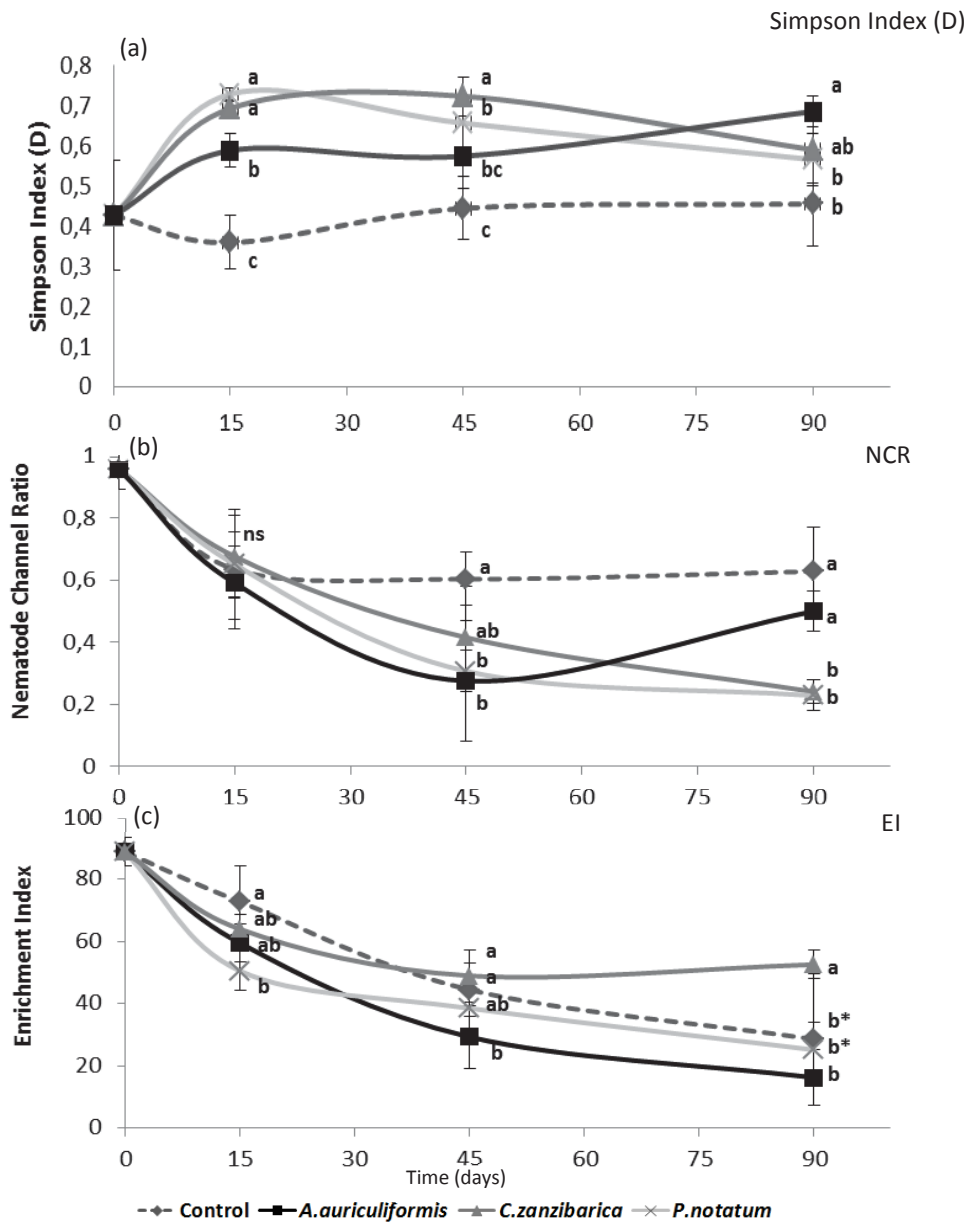 Simpson Index (D)
(a)
Simpson Index (D)
0,8
0,7
0,6
0,5
0,4
0,3
0,2
0,1
0
a
a
b
c
a
b
bc
c
a
ab
b
b
0 15 30 45 60 75 90
(b)
NCR
Nematode Channel Ratio
1
0,8
0,6
0,4
0,2
0
ns
a
ab
b
b
a
a
b
b
0 15 30 45 60 75 90
(c)
EI
Enrichment Index
100
80
60
40
20
0
a
ab
ab
b
a
a
ab
b
a
b*
b*
b
0 15 30 45 60 75 90
Time (days)
Control A.auriculiformis C.zanzibarica P.notatum